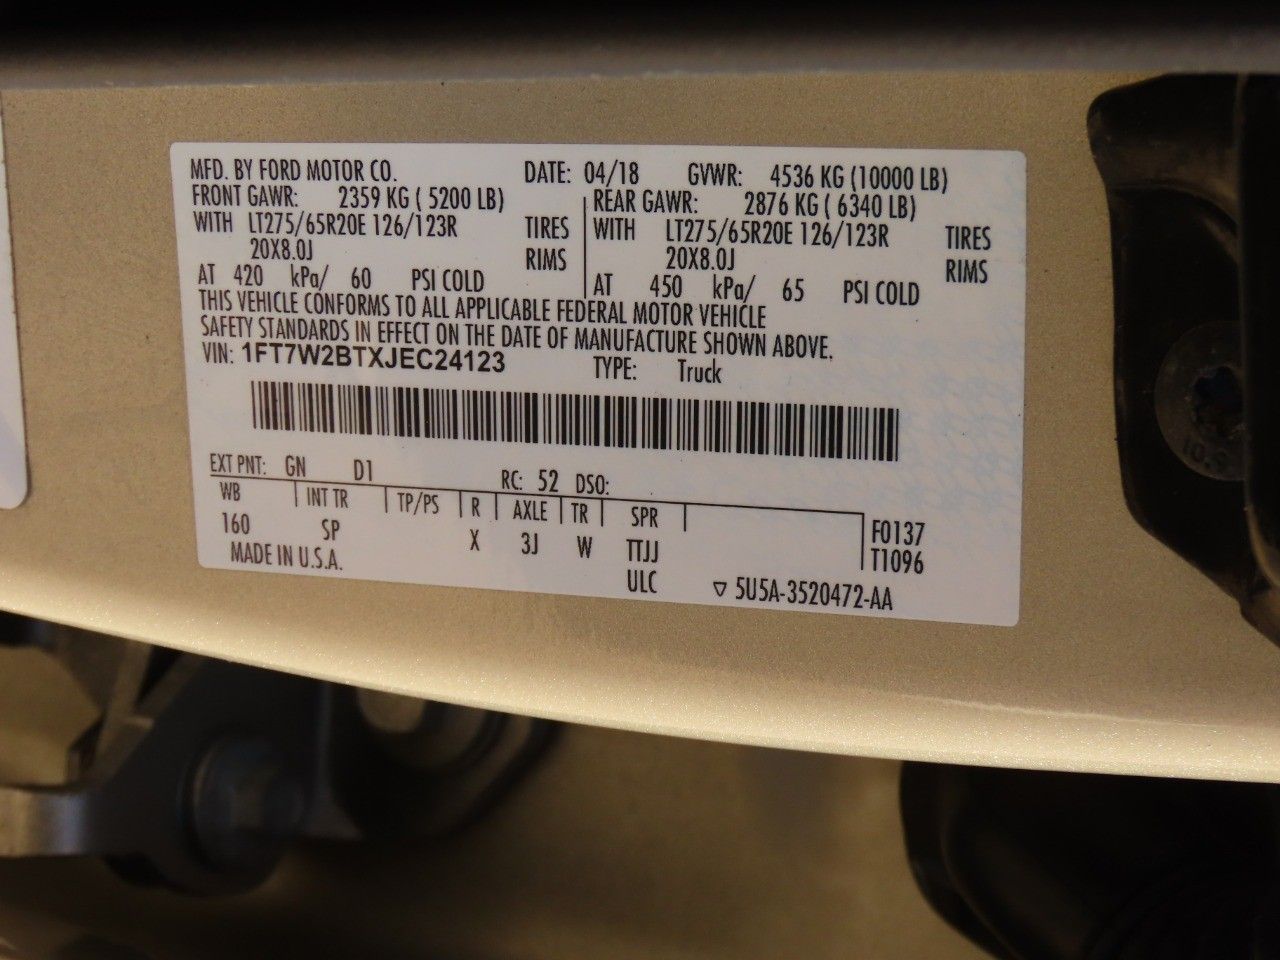 MFD. BY FORD MOTOR CO. DATE: 04/18 GVWR: 4536 KG (10000 LB)
FRONT GAWR: 2359 KG ( 5200 LB) REAR GAWR: 2876 KG ( 6340 LB)
WITH LT275/65R20E 126/123R TIRES WITH LT275/65R20E 126/123R TIRES
20X8.0J RIMS 20X8.0J RIMS
AT 420 kPa/ 60 PSI COLD AT 450 kPa/ 65 PSI COLD
THIS VEHICLE CONFORMS TO ALL APPLICABLE FEDERAL MOTOR VEHICLE
SAFETY STANDARDS IN EFFECT ON THE DATE OF MANUFACTURE SHOWN ABOVE.
VIN: 1FT7W2BTXJEC24123 TYPE: Truck
EXT PNT: GN D1 RC: 52 DSO:
WB INT TR TP/PS R AXLE TR SPR F0137
160 SP X 3J W TTJJ T1096
MADE IN U.S.A. ULC ▽ 5U5A-3520472-AA